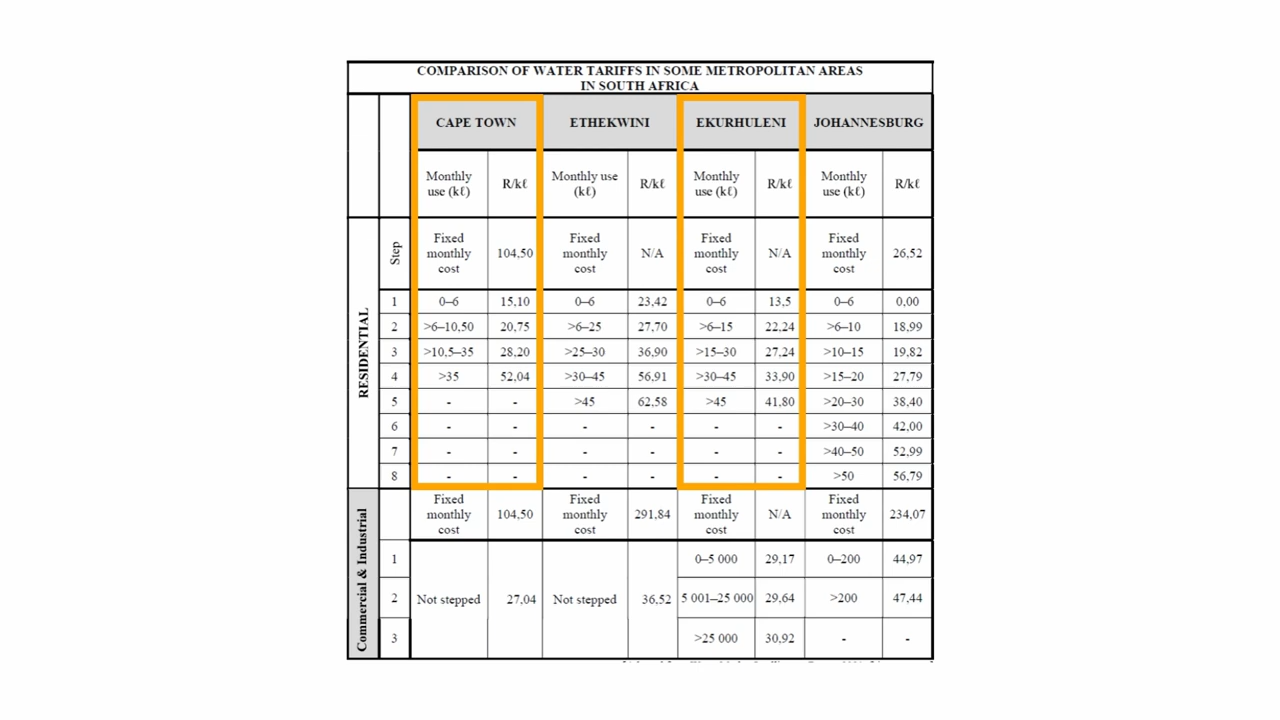 COMPARISON OF WATER TARIFFS IN SOME METROPOLITAN AREAS
IN SOUTH AFRICA
CAPE TOWN ETHEKWINI EKURHULENI JOHANNESBURG
Monthly use (kℓ) R/kℓ Monthly use (kℓ) R/kℓ Monthly use (kℓ) R/kℓ Monthly use (kℓ) R/kℓ
RESIDENTIAL
Step Fixed monthly cost 104,50 Fixed monthly cost N/A Fixed monthly cost N/A Fixed monthly cost 26,52
1 0–6 15,10 0–6 23,42 0–6 13,5 0–6 0,00
2 >6–10,50 20,75 >6–25 27,70 >6–15 22,24 >6–10 18,99
3 >10,5–35 28,20 >25–30 36,90 >15–30 27,24 >10–15 19,82
4 >35 52,04 >30–45 56,91 >30–45 33,90 >15–20 27,79
5 - - >45 62,58 >45 41,80 >20–30 38,40
6 - - - - - - >30–40 42,00
7 - - - - - - >40–50 52,99
8 - - - - - - >50 56,79
Commercial & Industrial
Fixed monthly cost 104,50 Fixed monthly cost 291,84 Fixed monthly cost N/A Fixed monthly cost 234,07
1 0–5 000 29,17 0–200 44,97
2 Not stepped 27,04 Not stepped 36,52 5 001–25 000 29,64 >200 47,44
3 >25 000 30,92 - -